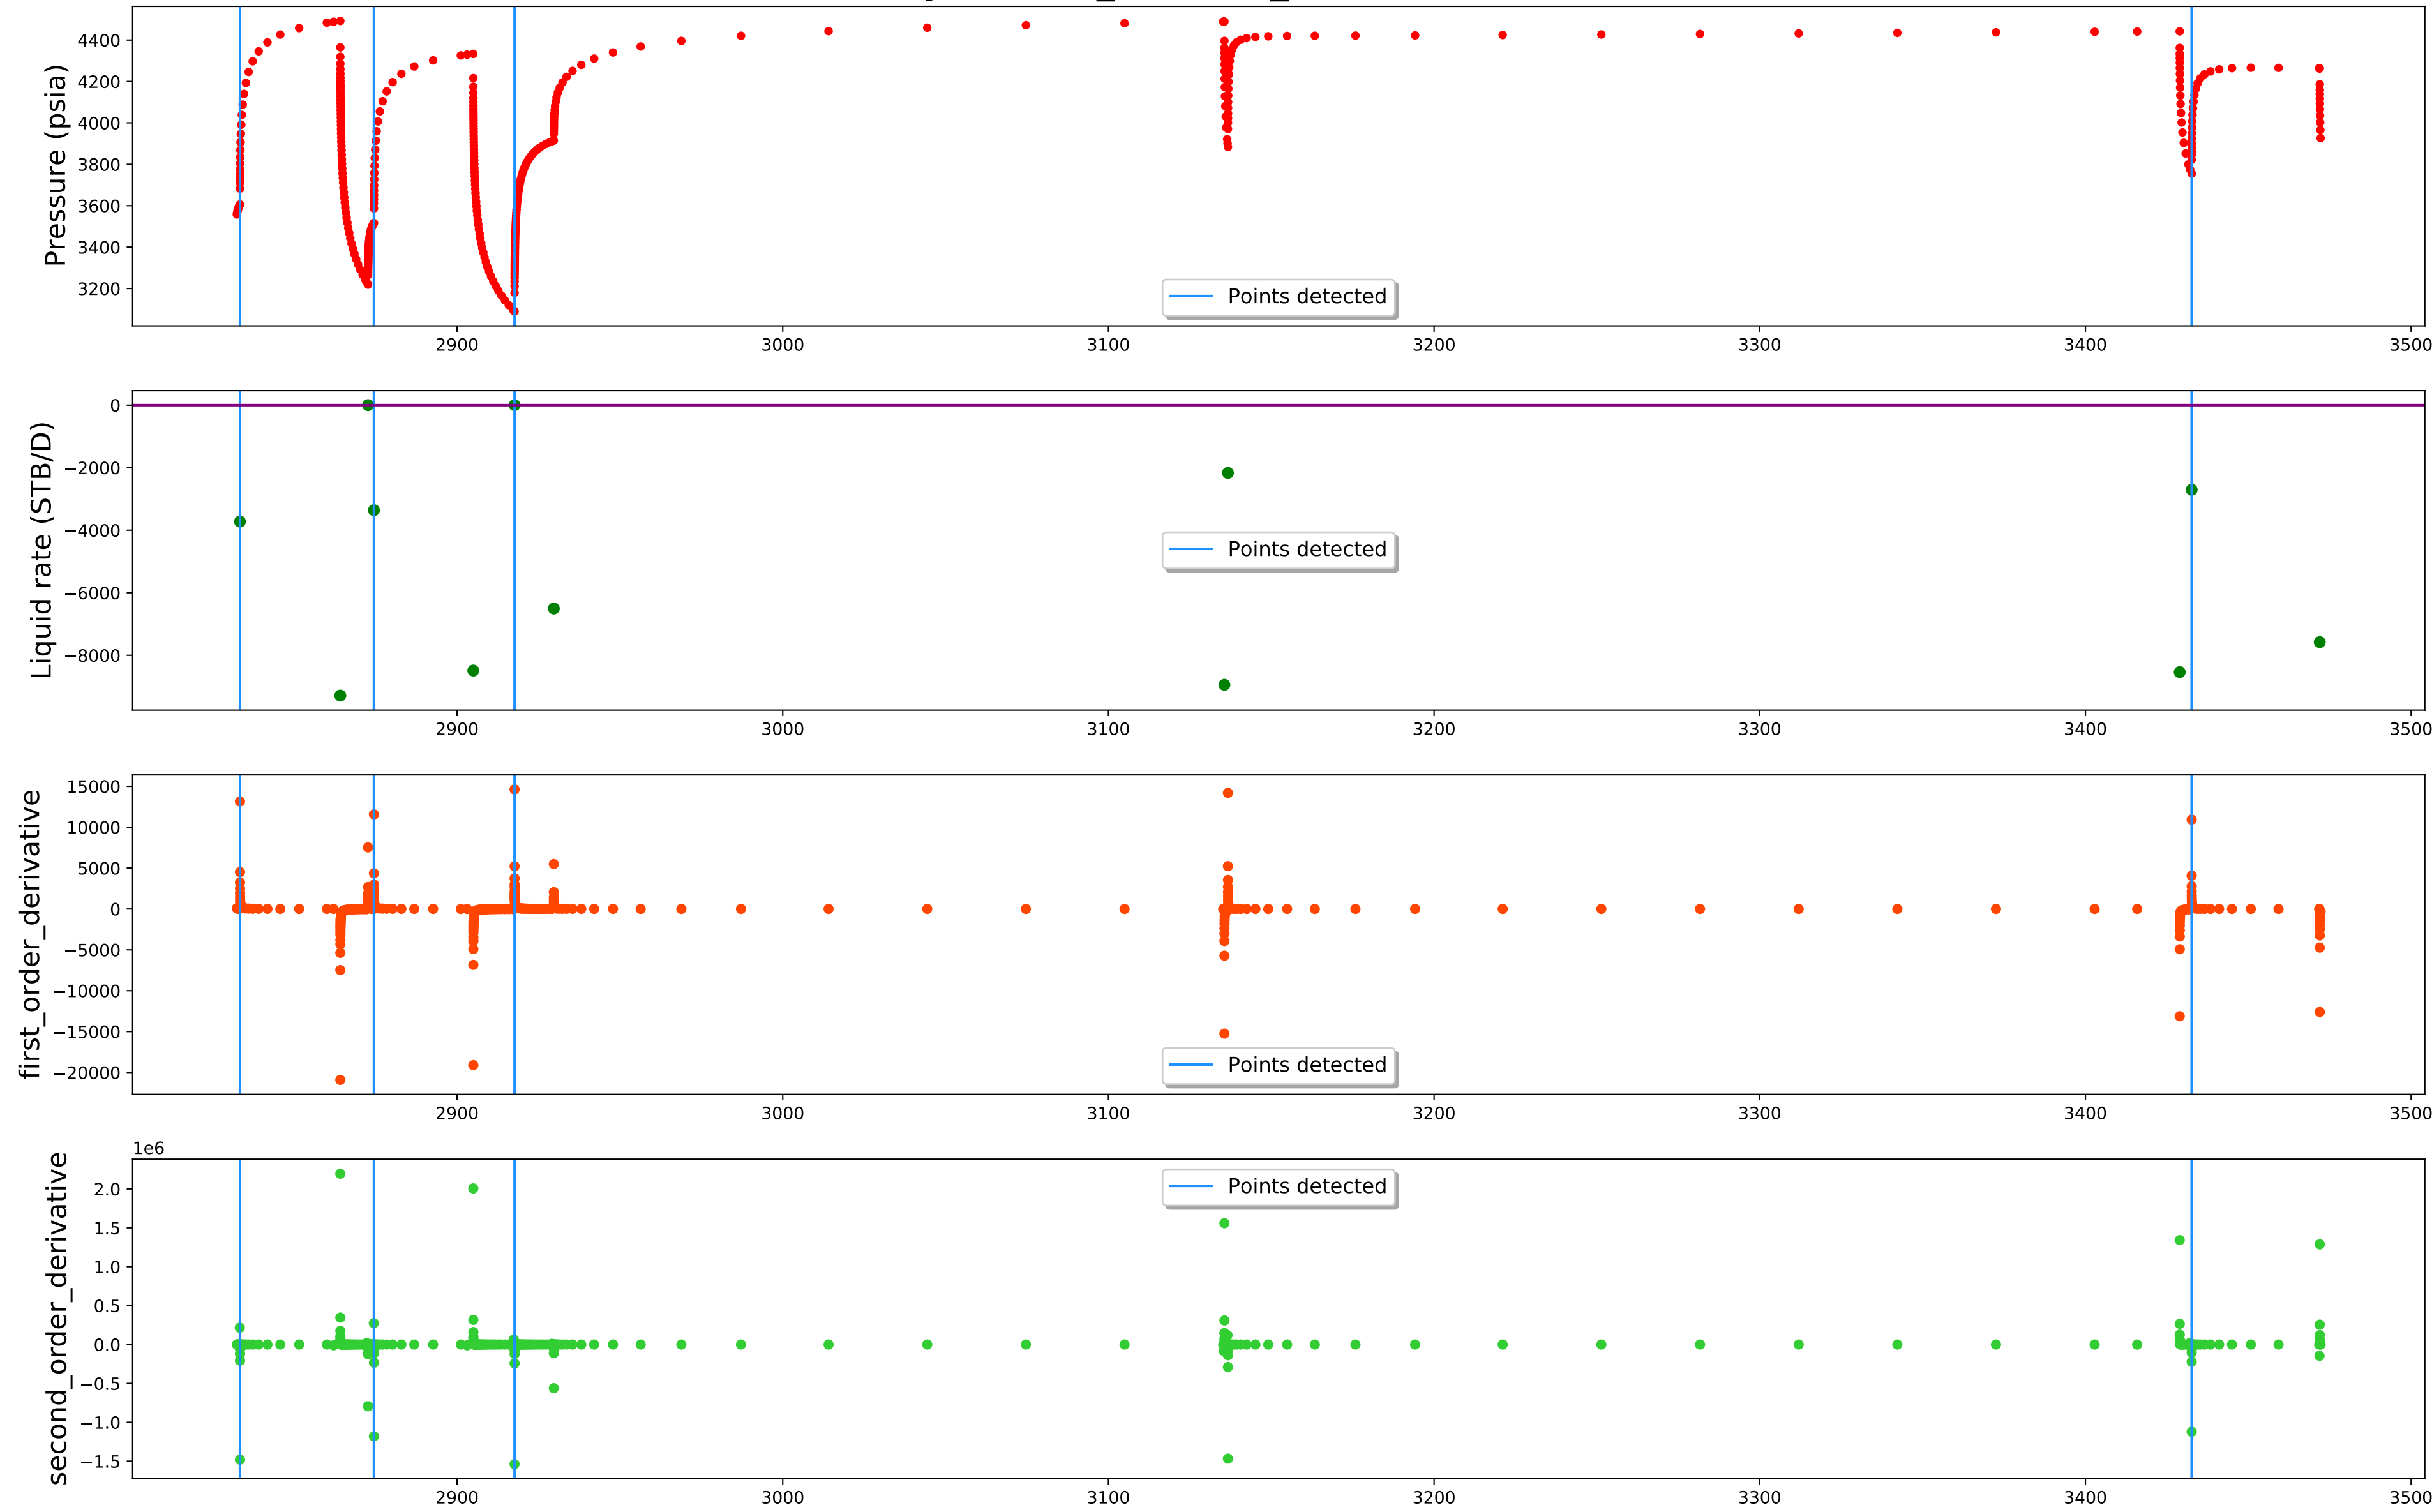 Pressure (psia)
4400
4200
4000
3800
3600
3400
3200
Points detected
2900 3000 3100 3200 3300 3400 3500
Liquid rate (STB/D)
0
−2000
−4000
−6000
−8000
Points detected
2900 3000 3100 3200 3300 3400 3500
first_order_derivative
15000
10000
5000
0
−5000
−10000
−15000
−20000
Points detected
2900 3000 3100 3200 3300 3400 3500
second_order_derivative
1e6
2.0
1.5
1.0
0.5
0.0
−0.5
−1.0
−1.5
Points detected
2900 3000 3100 3200 3300 3400 3500